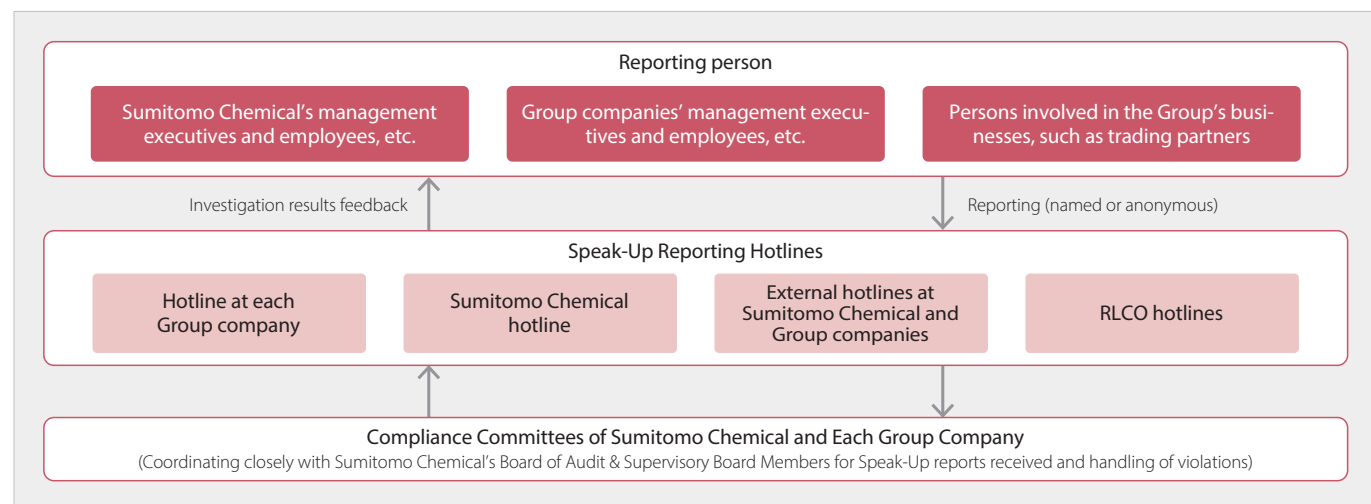 Reporting person
Sumitomo Chemical's management
executives and employees, etc.
Group companies' management execu-
tives and employees, etc.
Persons involved in the Group's busi-
nesses, such as trading partners
Investigation results feedback
Reporting (named or anonymous)
Speak-Up Reporting Hotlines
Hotline at each
Group company
Sumitomo Chemical
hotline
External hotlines at
Sumitomo Chemical and
Group companies
RLCO hotlines
Compliance Committees of Sumitomo Chemical and Each Group Company
(Coordinating closely with Sumitomo Chemical's Board of Audit & Supervisory Board Members for Speak-Up reports received and handling of violations)